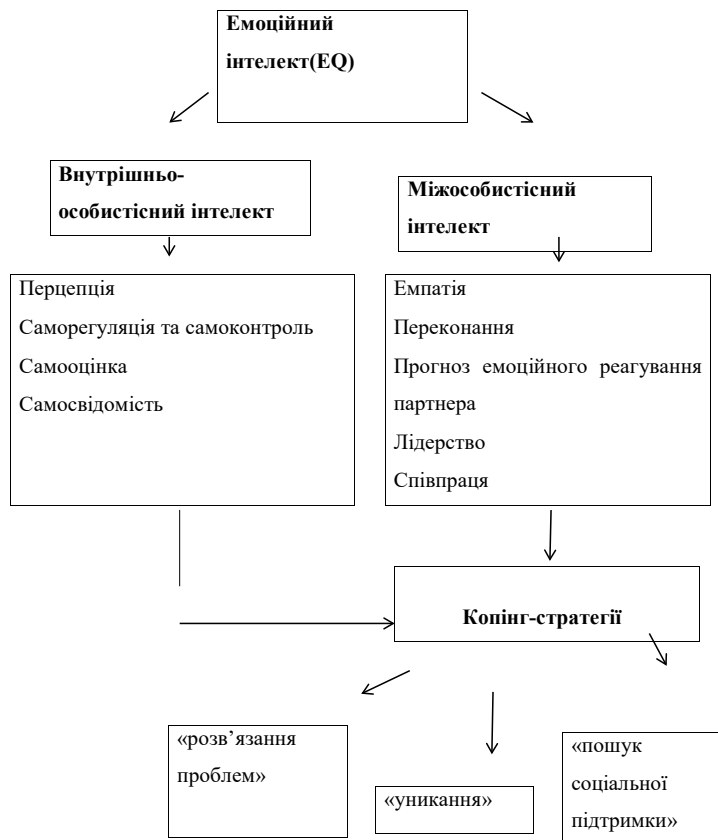 Емоційний
інтелект(EQ)
Внутрішньо-
особистісний інтелект
Міжособистісний
інтелект
Перцепція
Саморегуляція та самоконтроль
Самооцінка
Самосвідомість
Емпатія
Переконання
Прогноз емоційного реагування
партнера
Лідерство
Співпраця
Копінг-стратегії
«розв’язання
проблем»
«уникання»
«пошук
соціальної
підтримки»